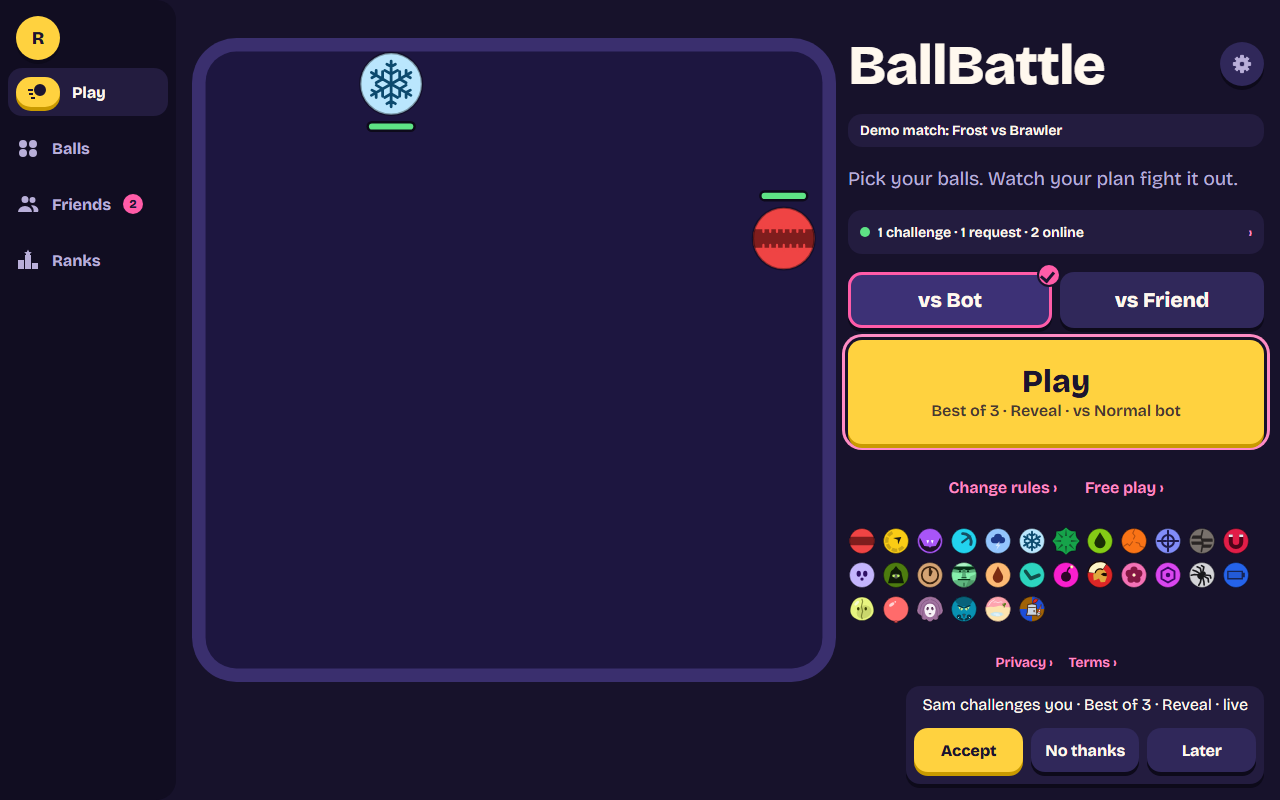 R
Play
Balls
Friends 2
Ranks
BallBattle
Demo match: Frost vs Brawler
Pick your balls. Watch your plan fight it out.
1 challenge · 1 request · 2 online ›
vs Bot
vs Friend
Play
Best of 3 · Reveal · vs Normal bot
Change rules › Free play ›
Privacy › Terms ›
Sam challenges you · Best of 3 · Reveal · live
Accept
No thanks
Later